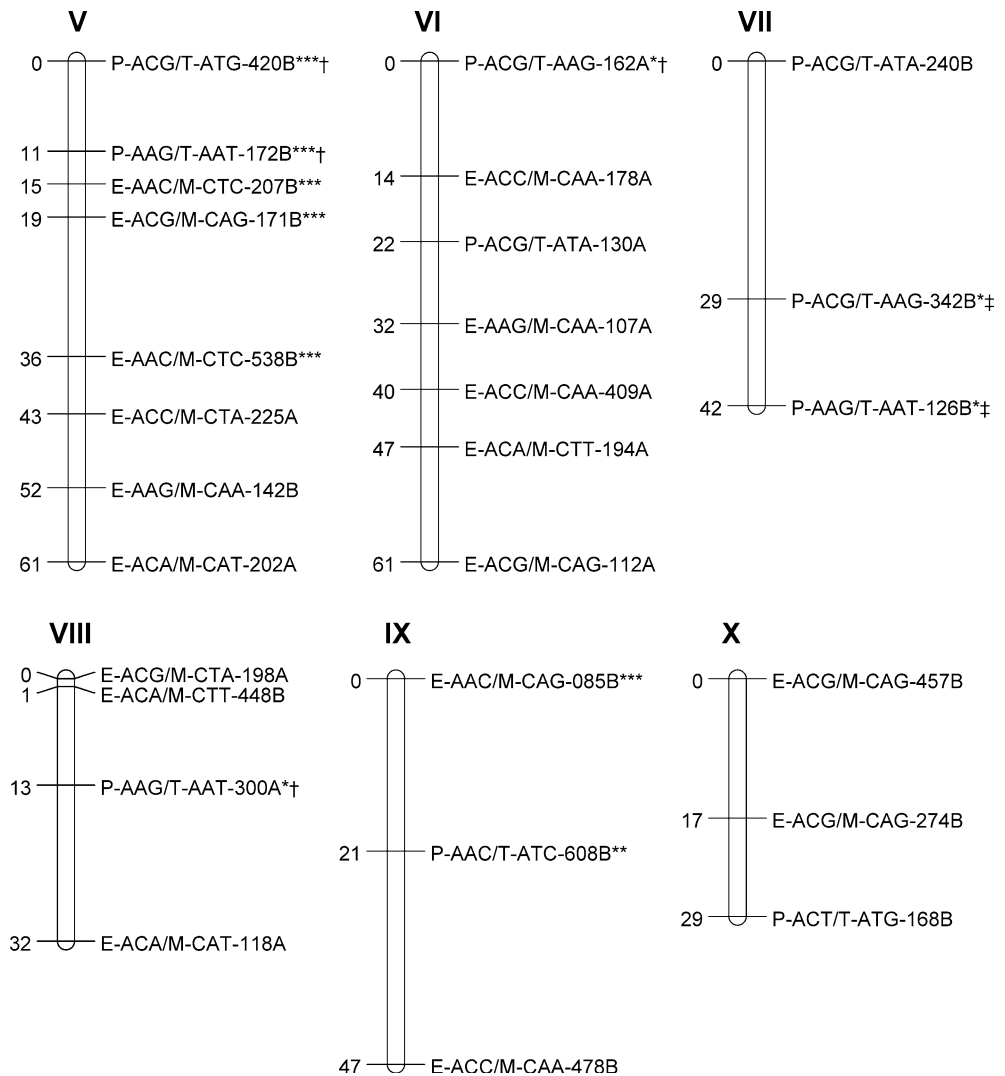 V
0 P-ACG/T-ATG-420B***†
11 P-AAG/T-AAT-172B***†
15 E-AAC/M-CTC-207B***
19 E-ACG/M-CAG-171B***
36 E-AAC/M-CTC-538B***
43 E-ACC/M-CTA-225A
52 E-AAG/M-CAA-142B
61 E-ACA/M-CAT-202A
VI
0 P-ACG/T-AAG-162A*†
14 E-ACC/M-CAA-178A
22 P-ACG/T-ATA-130A
32 E-AAG/M-CAA-107A
40 E-ACC/M-CAA-409A
47 E-ACA/M-CTT-194A
61 E-ACG/M-CAG-112A
VII
0 P-ACG/T-ATA-240B
29 P-ACG/T-AAG-342B*‡
42 P-AAG/T-AAT-126B*‡
VIII
0 E-ACG/M-CTA-198A
1 E-ACA/M-CTT-448B
13 P-AAG/T-AAT-300A*†
32 E-ACA/M-CAT-118A
IX
0 E-AAC/M-CAG-085B***
21 P-AAC/T-ATC-608B**
47 E-ACC/M-CAA-478B
X
0 E-ACG/M-CAG-457B
17 E-ACG/M-CAG-274B
29 P-ACT/T-ATG-168B